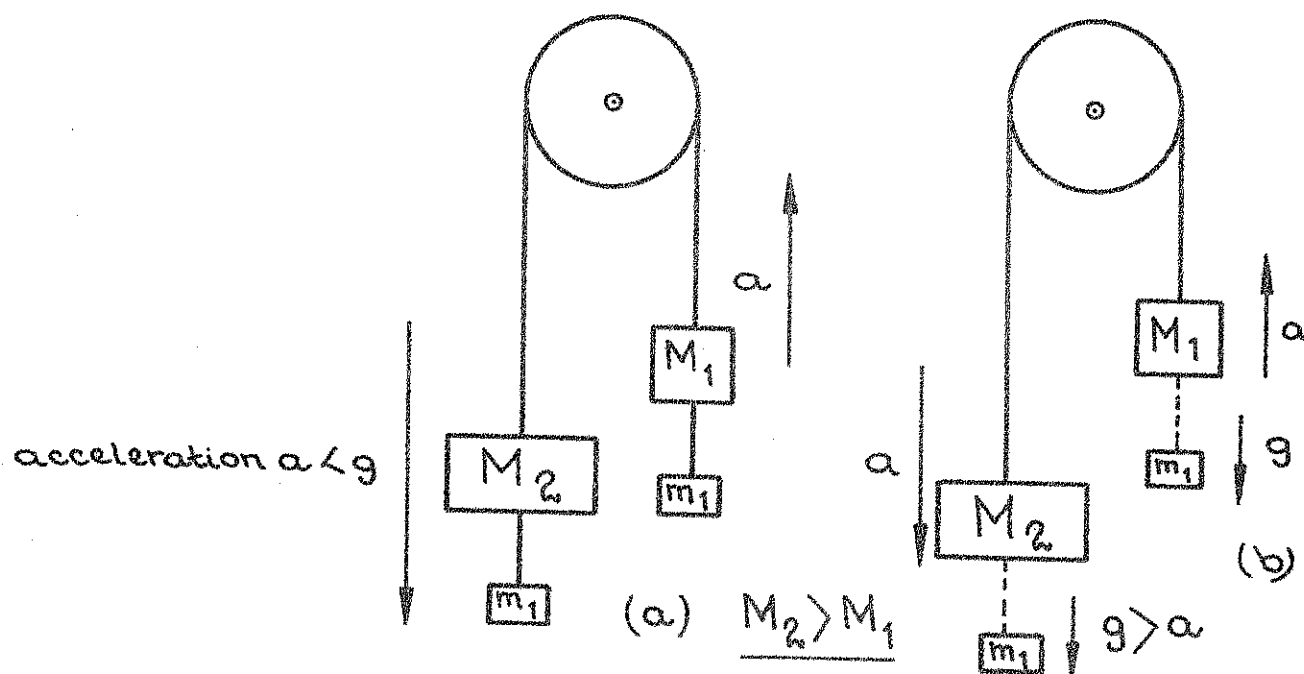 a
M₁
m₁
acceleration a < g
M₂
m₁
(a)
M₂ > M₁
M₁
a
m₁
g
a
M₂
(b)
m₁
g > a